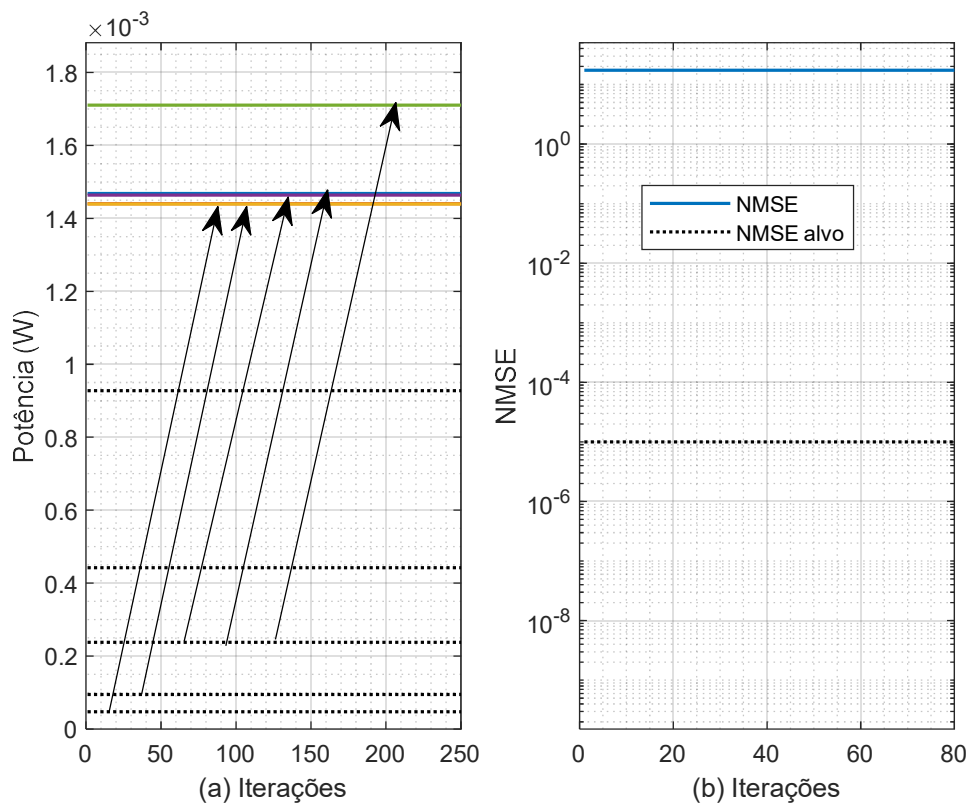 ×10⁻³
1.8
1.6
1.4
1.2
1
0.8
0.6
0.4
0.2
0
Potência (W)
0 50 100 150 200 250
(a) Iterações
10⁰
10⁻²
10⁻⁴
10⁻⁶
10⁻⁸
NMSE
NMSE
NMSE alvo
0 20 40 60 80
(b) Iterações